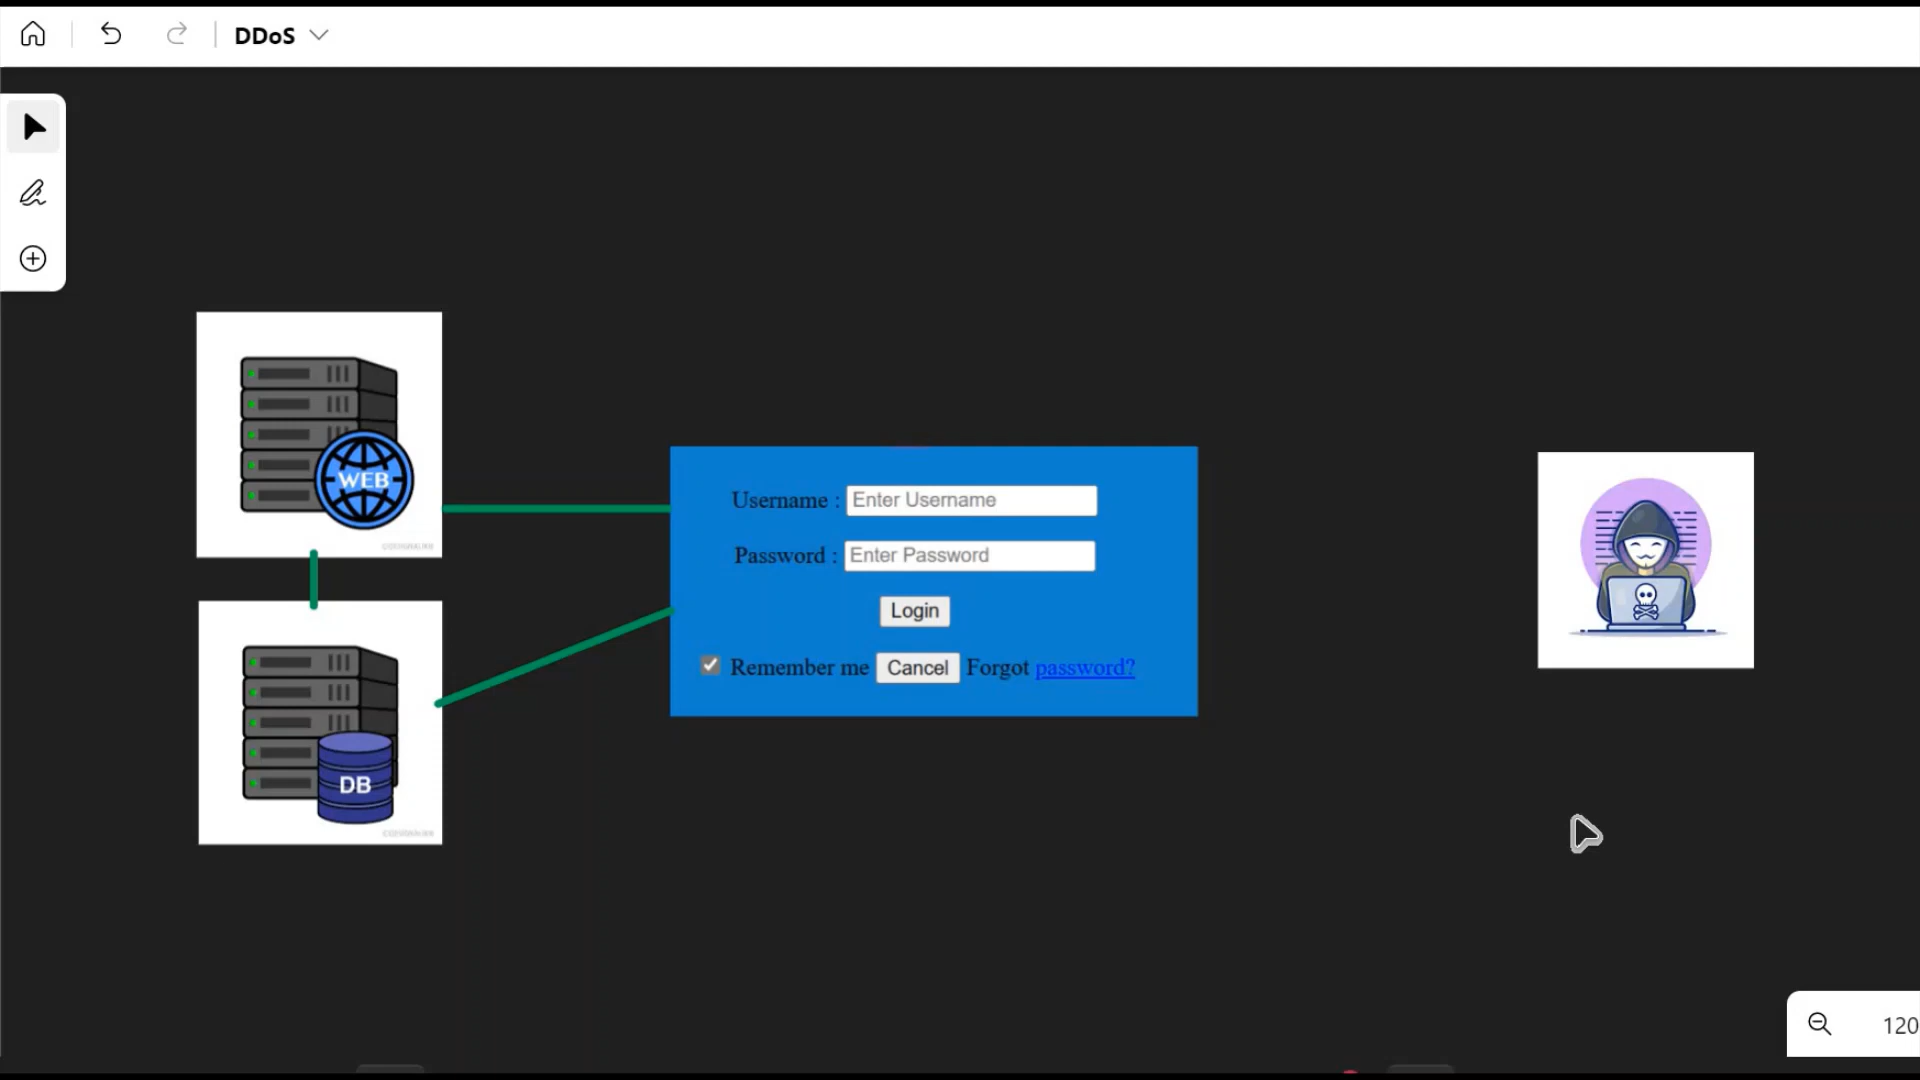 DDoS
WEB
Username : Enter Username
Password : Enter Password
Login
Remember me Cancel Forgot password?
DB
120